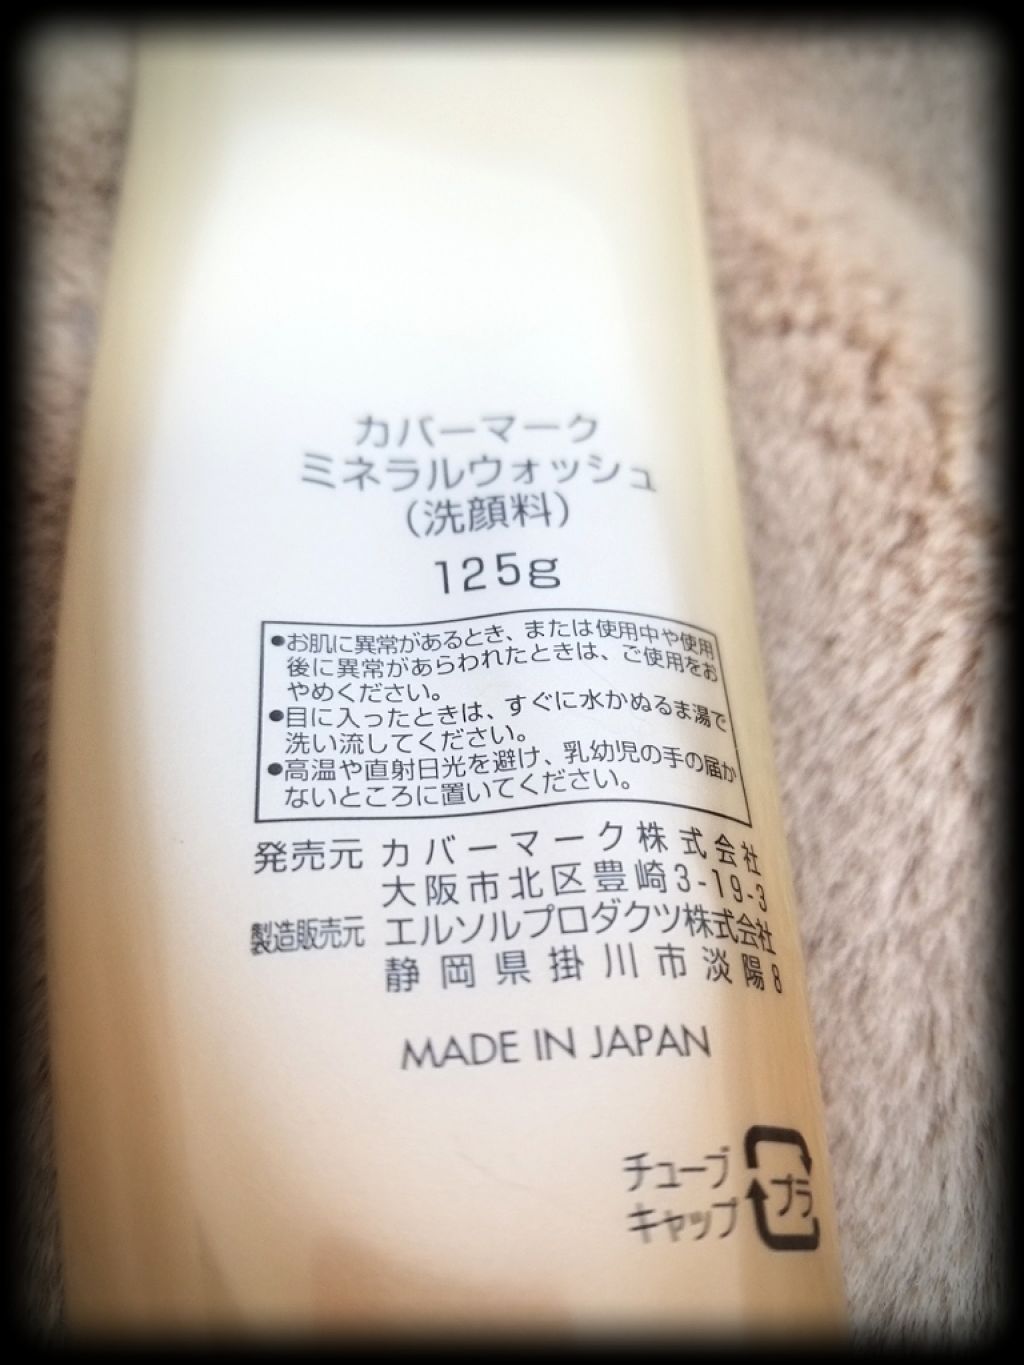 カバーマーク
ミネラルウォッシュ
(洗顔料)
125g
●お肌に異常があるとき、または使用中や使用
後に異常があらわれたときは、ご使用をお
やめください。
●目に入ったときは、すぐに水かぬるま湯で
洗い流してください。
●高温や直射日光を避け、乳幼児の手の届か
ないところに置いてください。
発売元 カバーマーク株式会社
大阪市北区豊崎3-19-3
製造販売元 エルソルプロダクツ株式会社
静岡県掛川市淡陽8
MADE IN JAPAN
チューブ
キャップ
プラ